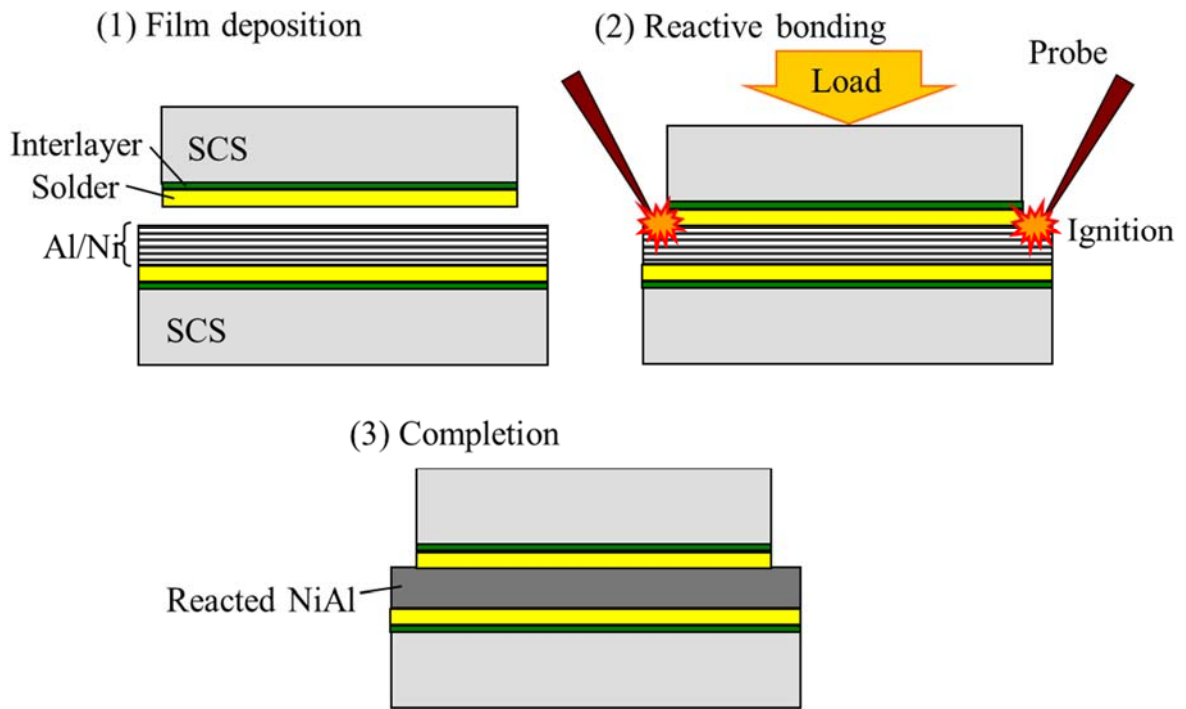 (1) Film deposition
(2) Reactive bonding
Probe
Load
Interlayer
SCS
Solder
Al/Ni
Ignition
SCS
(3) Completion
Reacted NiAl